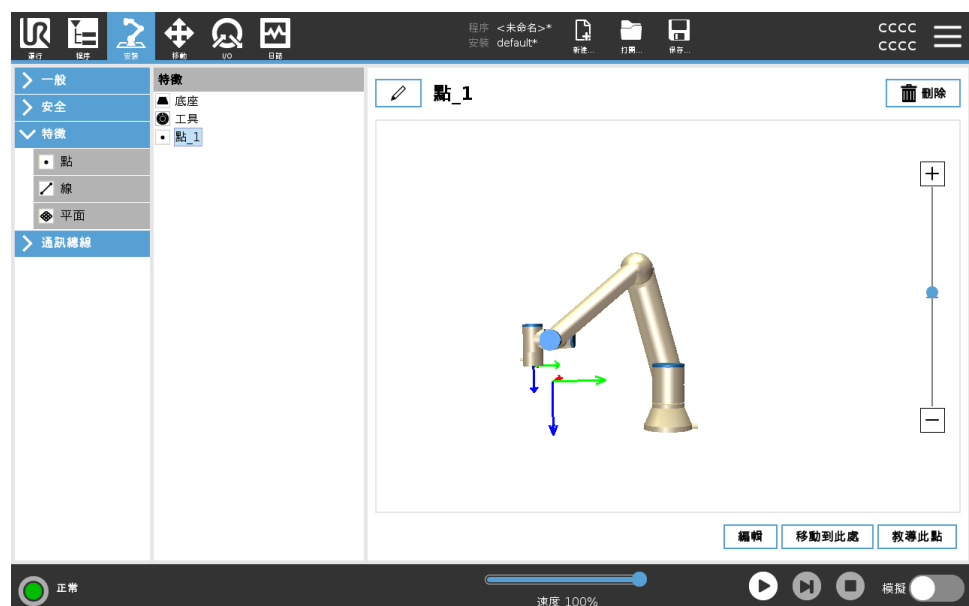 程序 <未命名>*
安裝 default*
cccc
cccc
運行
程序
安裝
移動
I/O
日誌
新建...
打開...
保存...
一般
安全
特徵
點
線
平面
通訊總線
特徵
底座
工具
點_1
點_1
刪除
編輯
移動到此處
教導此點
正常
速度 100%
模擬